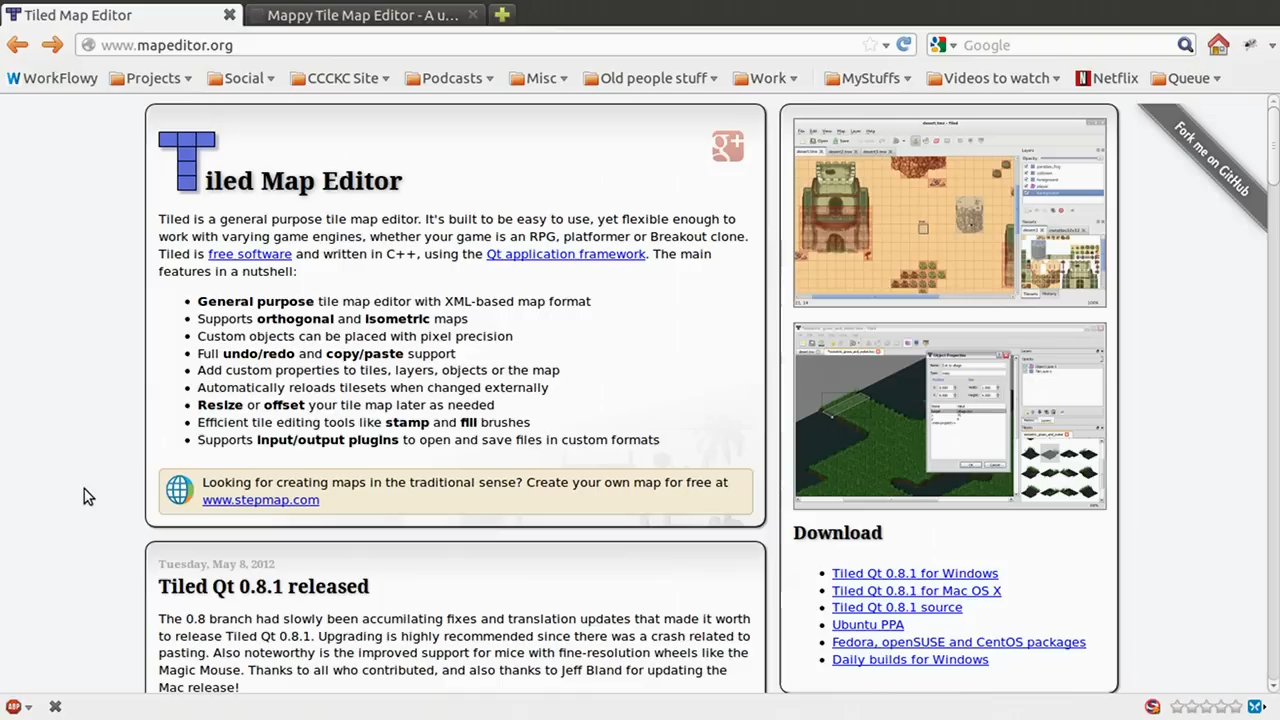 Tiled Map Editor
Mappy Tile Map Editor - A u...
www.mapeditor.org
Google
WorkFlowy
Projects
Social
CCCKC Site
Podcasts
Misc
Old people stuff
Work
MyStuffs
Videos to watch
Netflix
Queue
Tiled Map Editor
Tiled is a general purpose tile map editor. It's built to be easy to use, yet flexible enough to
work with varying game engines, whether your game is an RPG, platformer or Breakout clone.
Tiled is free software and written in C++, using the Qt application framework. The main
features in a nutshell:
General purpose tile map editor with XML-based map format
Supports orthogonal and isometric maps
Custom objects can be placed with pixel precision
Full undo/redo and copy/paste support
Add custom properties to tiles, layers, objects or the map
Automatically reloads tilesets when changed externally
Resize or offset your tile map later as needed
Efficient tile editing tools like stamp and fill brushes
Supports input/output plugins to open and save files in custom formats
Looking for creating maps in the traditional sense? Create your own map for free at
www.stepmap.com
Tuesday, May 8, 2012
Tiled Qt 0.8.1 released
The 0.8 branch had slowly been accumilating fixes and translation updates that made it worth
to release Tiled Qt 0.8.1. Upgrading is highly recommended since there was a crash related to
pasting. Also noteworthy is the improved support for mice with fine-resolution wheels like the
Magic Mouse. Thanks to all who contributed, and also thanks to Jeff Bland for updating the
Mac release!
g+
Fork me on GitHub
Download
Tiled Qt 0.8.1 for Windows
Tiled Qt 0.8.1 for Mac OS X
Tiled Qt 0.8.1 source
Ubuntu PPA
Fedora, openSUSE and CentOS packages
Daily builds for Windows
ABP